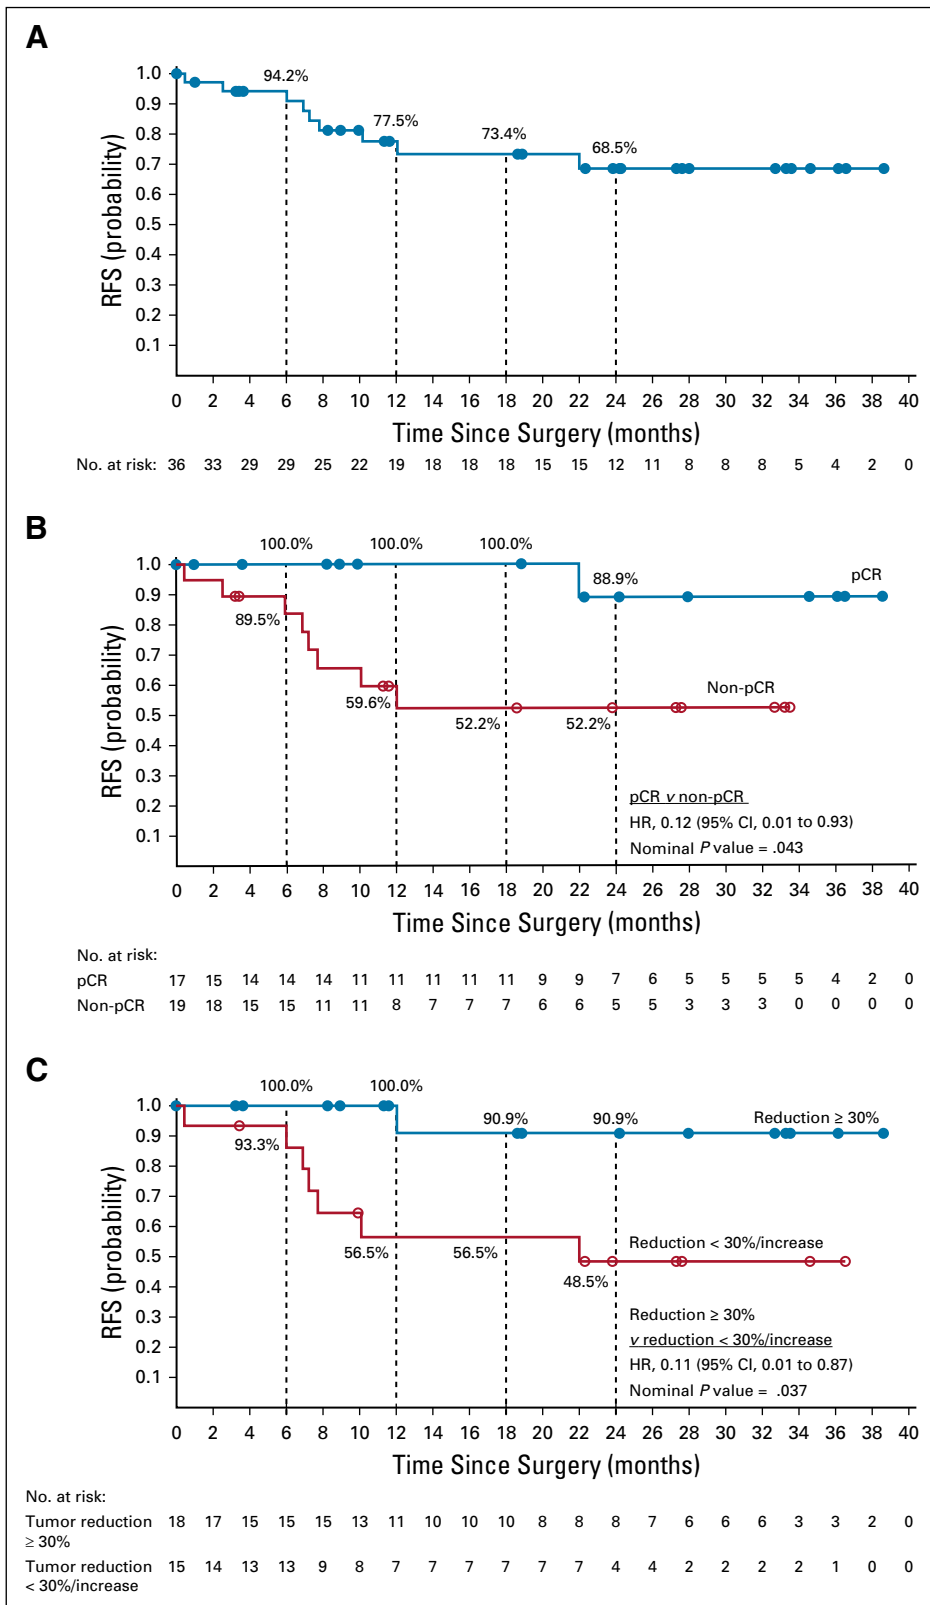 A
94.2%
77.5%
73.4%
68.5%
1.0
0.9
0.8
0.7
0.6
0.5
0.4
0.3
0.2
0.1
RFS (probability)
0 2 4 6 8 10 12 14 16 18 20 22 24 26 28 30 32 34 36 38 40
Time Since Surgery (months)
No. at risk: 36 33 29 29 25 22 19 18 18 18 15 15 12 11 8 8 8 5 4 2 0
B
100.0% 100.0% 100.0%
88.9%
pCR
89.5%
59.6%
52.2%
52.2%
Non-pCR
1.0
0.9
0.8
0.7
0.6
0.5
0.4
0.3
0.2
0.1
RFS (probability)
pCR v non-pCR
HR, 0.12 (95% CI, 0.01 to 0.93)
Nominal P value = .043
0 2 4 6 8 10 12 14 16 18 20 22 24 26 28 30 32 34 36 38 40
Time Since Surgery (months)
No. at risk:
pCR 17 15 14 14 14 11 11 11 11 11 9 9 7 6 5 5 5 5 4 2 0
Non-pCR 19 18 15 15 11 11 8 7 7 7 6 6 5 5 3 3 3 0 0 0 0
C
100.0% 100.0%
90.9%
90.9%
Reduction ≥ 30%
93.3%
56.5%
56.5%
48.5%
Reduction < 30%/increase
1.0
0.9
0.8
0.7
0.6
0.5
0.4
0.3
0.2
0.1
RFS (probability)
Reduction ≥ 30%
v reduction < 30%/increase
HR, 0.11 (95% CI, 0.01 to 0.87)
Nominal P value = .037
0 2 4 6 8 10 12 14 16 18 20 22 24 26 28 30 32 34 36 38 40
Time Since Surgery (months)
No. at risk:
Tumor reduction 18 17 15 15 15 13 11 10 10 10 8 8 8 7 6 6 6 3 3 2 0
≥ 30%
Tumor reduction 15 14 13 13 9 8 7 7 7 7 7 7 4 4 2 2 2 2 1 0 0
< 30%/increase